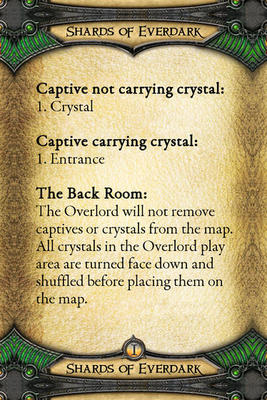 SHARDS OF EVERDARK
Captive not carrying crystal:
1. Crystal
Captive carrying crystal:
1. Entrance
The Back Room:
The Overlord will not remove
captives or crystals from the map.
All crystals in the Overlord play
area are turned face down and
shuffled before placing them on
the map.
1
SHARDS OF EVERDARK